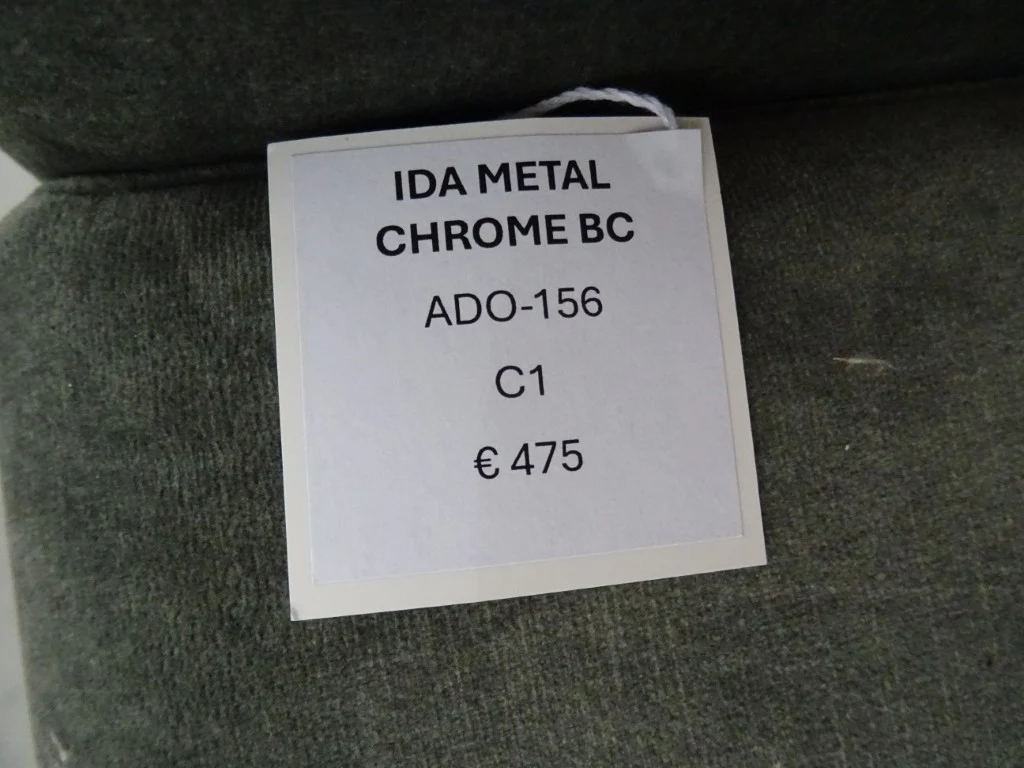 IDA METAL
CHROME BC
ADO-156
C1
€ 475